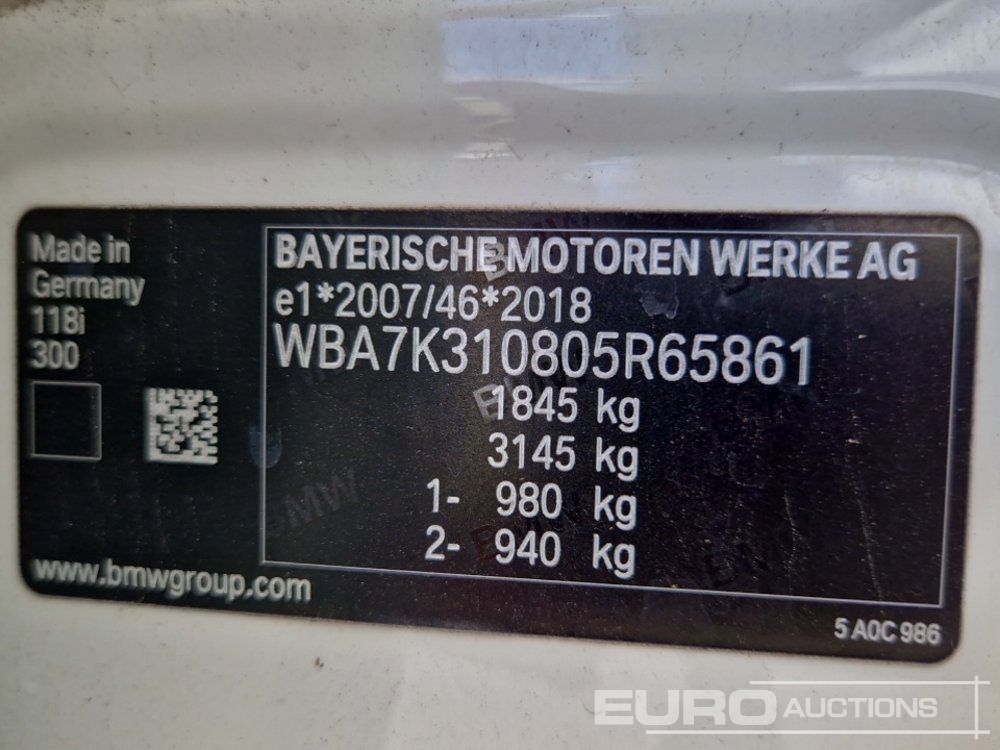 Made in
Germany
118i
300
BAYERISCHE MOTOREN WERKE AG
e1*2007/46*2018
WBA7K310805R65861
1845 kg
3145 kg
1- 980 kg
2- 940 kg
www.bmwgroup.com
5 A0C 986
EURO AUCTIONS